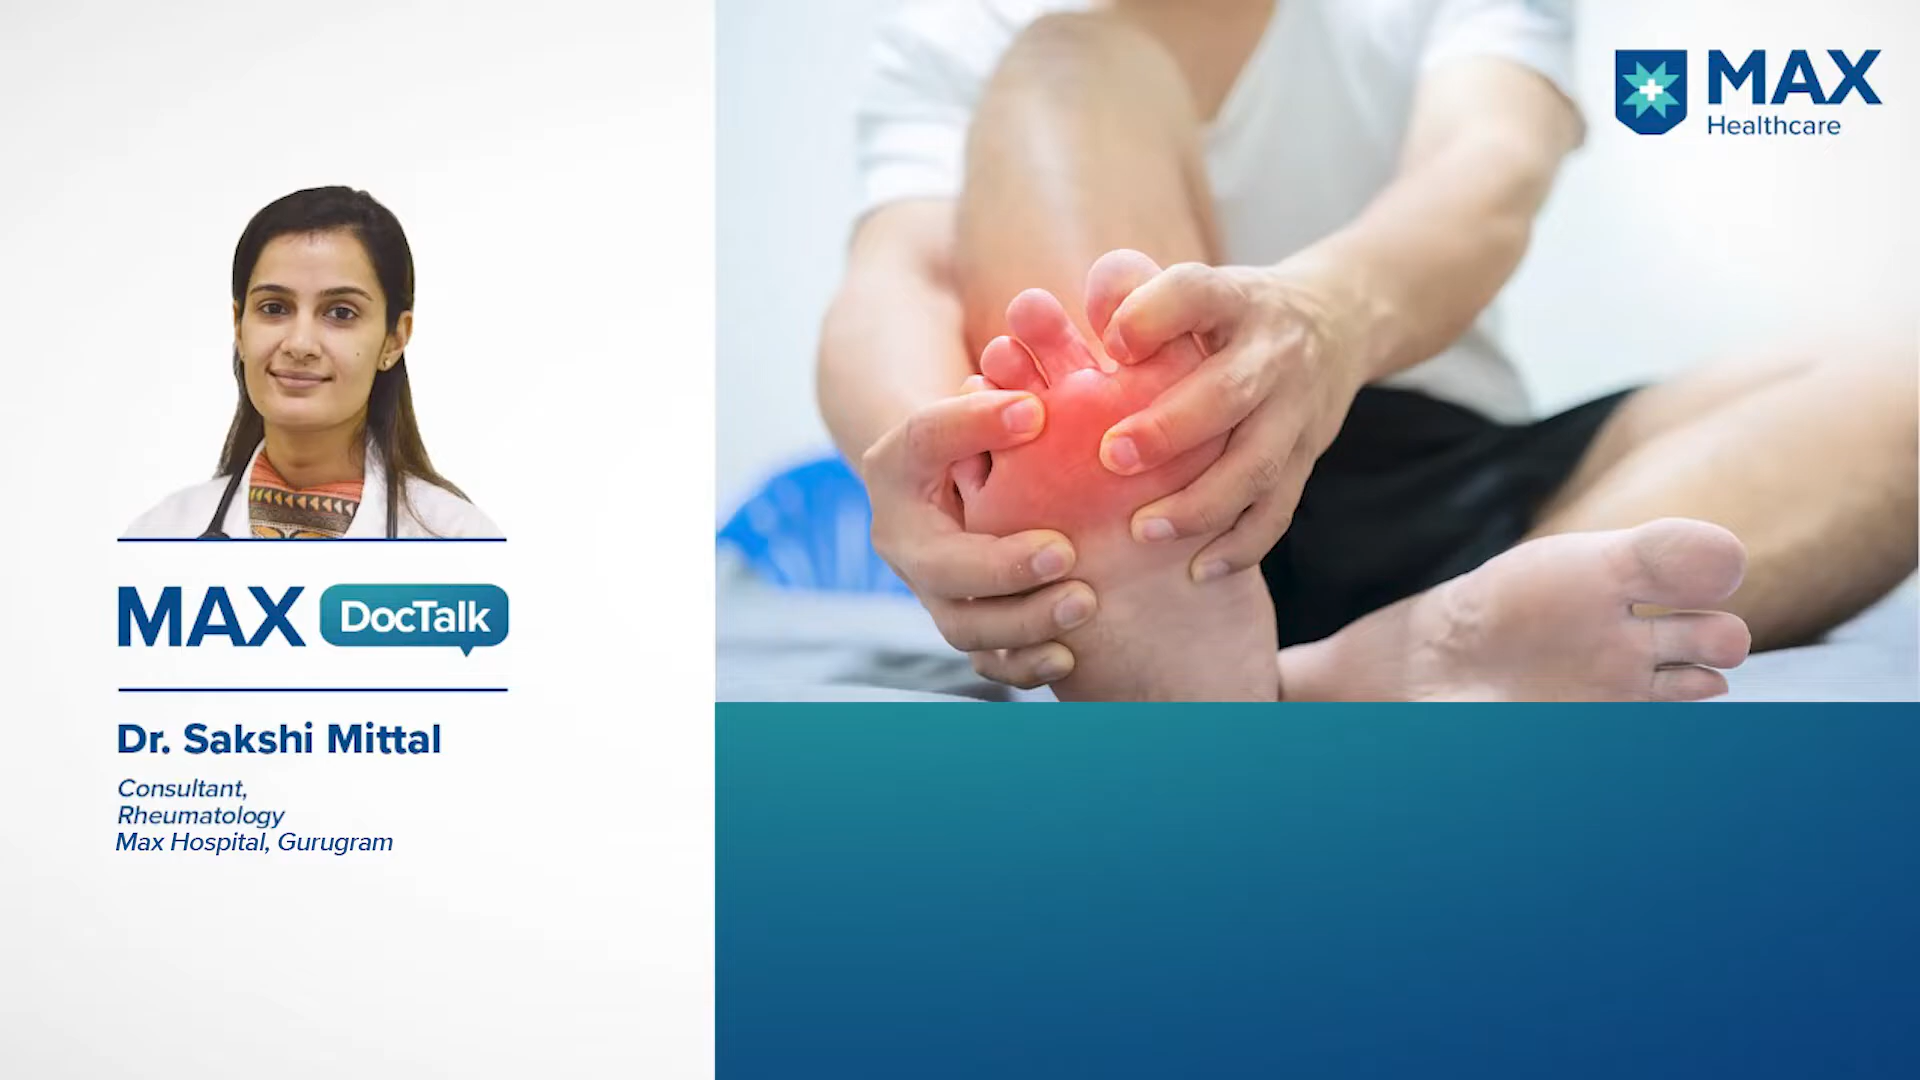 MAX
Healthcare
MAX DocTalk
Dr. Sakshi Mittal
Consultant,
Rheumatology
Max Hospital, Gurugram